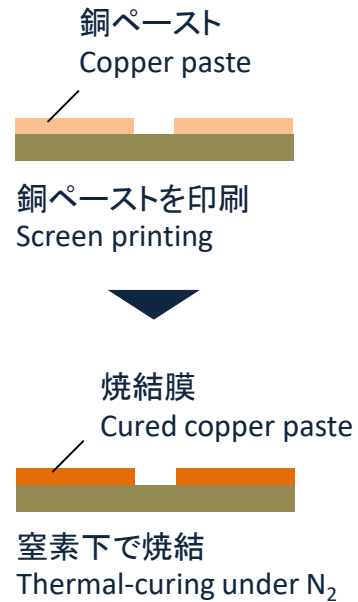 銅ペースト
Copper paste
銅ペーストを印刷
Screen printing
焼結膜
Cured copper paste
窒素下で焼結
Thermal-curing under N₂